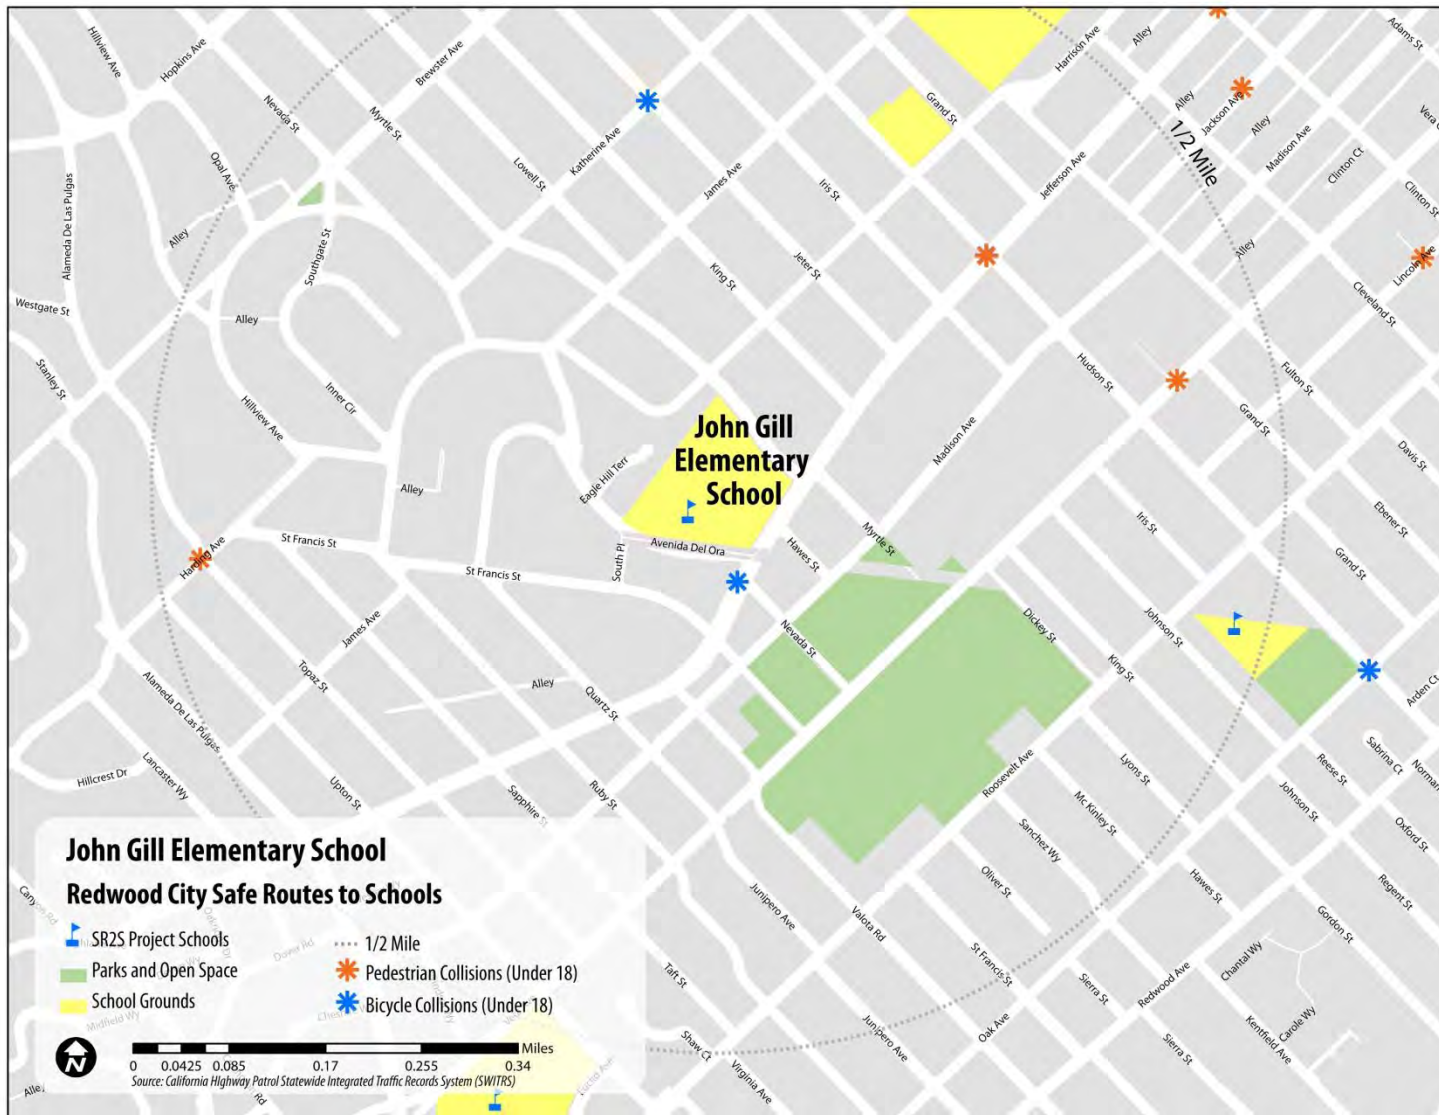 Hillview Ave
Hopkins Ave
Brewster Ave
Nevada St
Myrtle St
Opal Ave
Lowell St
Katherine Ave
James Ave
Iris St
Grand St
Harrison Ave
Alley
Adams St
Alley
Jackson Ave
Alley
Madison Ave
Vera
Clinton Ct
Clinton St
1/2 Mile
Jefferson Ave
Alameda De Las Pulgas
Alley
Southgate St
King St
Jeter St
Alley
Lincoln Ave
Cleveland St
Westgate St
Alley
Stanley St
Inner Cir
Hillview Ave
Hudson St
Fulton St
Grand St
Davis St
Madison Ave
John Gill
Elementary
School
Eagle Hill Terr
Alley
Ebener St
Iris St
Myrtle St
Hawes St
Grand St
Harding Ave
St Francis St
St Francis St
South Pl
Avenida Del Ora
Nevada St
Dickey St
Johnson St
King St
James Ave
Topaz St
Alley
Quartz St
Alameda De Las Pulgas
Arden Ct
Lancaster Wy
Hillcrest Dr
Upton St
Sapphire St
Ruby St
Roosevelt Ave
Lyons St
Mc Kinley St
Sanchez Wy
Reese St
Johnson St
Sabrina Ct
Norman
Oxford St
Oliver St
Hawes St
Regent St
Gordon St
Junipero Ave
Valota Rd
St Francis St
Sierra St
Redwood Ave
Chantal Wy
Carole Wy
Kentfield Ave
Taft St
Shaw Ct
Virginia Ave
Junipero Ave
Oak Ave
Sierra St
John Gill Elementary School
Redwood City Safe Routes to Schools
SR2S Project Schools
Parks and Open Space
School Grounds
1/2 Mile
Pedestrian Collisions (Under 18)
Bicycle Collisions (Under 18)
Dover Rd
Midfield Wy
N
Miles
0 0.0425 0.085 0.17 0.255 0.34
Source: California Highway Patrol Statewide Integrated Traffic Records System (SWITRS)
Rd